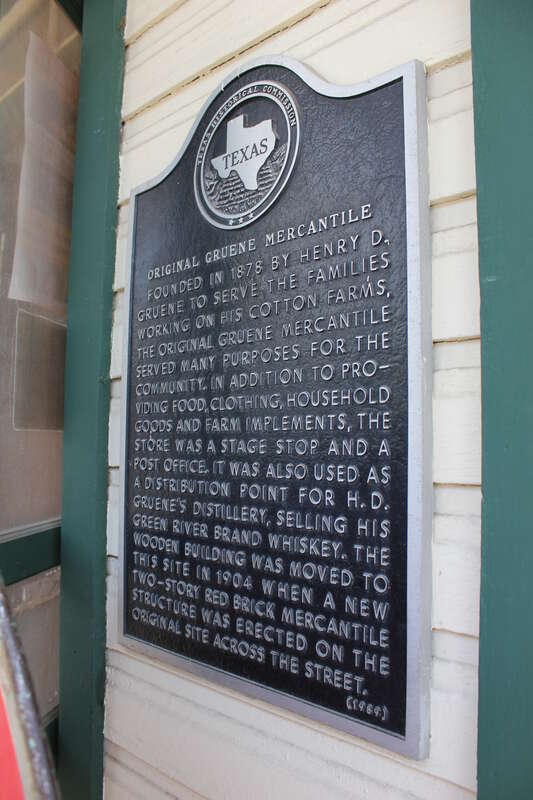 TEXAS HISTORICAL COMMISSION
TEXAS
ORIGINAL GRUENE MERCANTILE
FOUNDED IN 1878 BY HENRY D.
GRUENE TO SERVE THE FAMILIES
WORKING ON HIS COTTON FARMS,
THE ORIGINAL GRUENE MERCANTILE
SERVED MANY PURPOSES FOR THE
COMMUNITY. IN ADDITION TO PRO-
VIDING FOOD, CLOTHING, HOUSEHOLD
GOODS AND FARM IMPLEMENTS, THE
STORE WAS A STAGE STOP AND A
POST OFFICE. IT WAS ALSO USED AS
A DISTRIBUTION POINT FOR H.D.
GRUENE'S DISTILLERY, SELLING HIS
GREEN RIVER BRAND WHISKEY. THE
WOODEN BUILDING WAS MOVED TO
THIS SITE IN 1904 WHEN A NEW
TWO-STORY RED BRICK MERCANTILE
STRUCTURE WAS ERECTED ON THE
ORIGINAL SITE ACROSS THE STREET.
(1989)